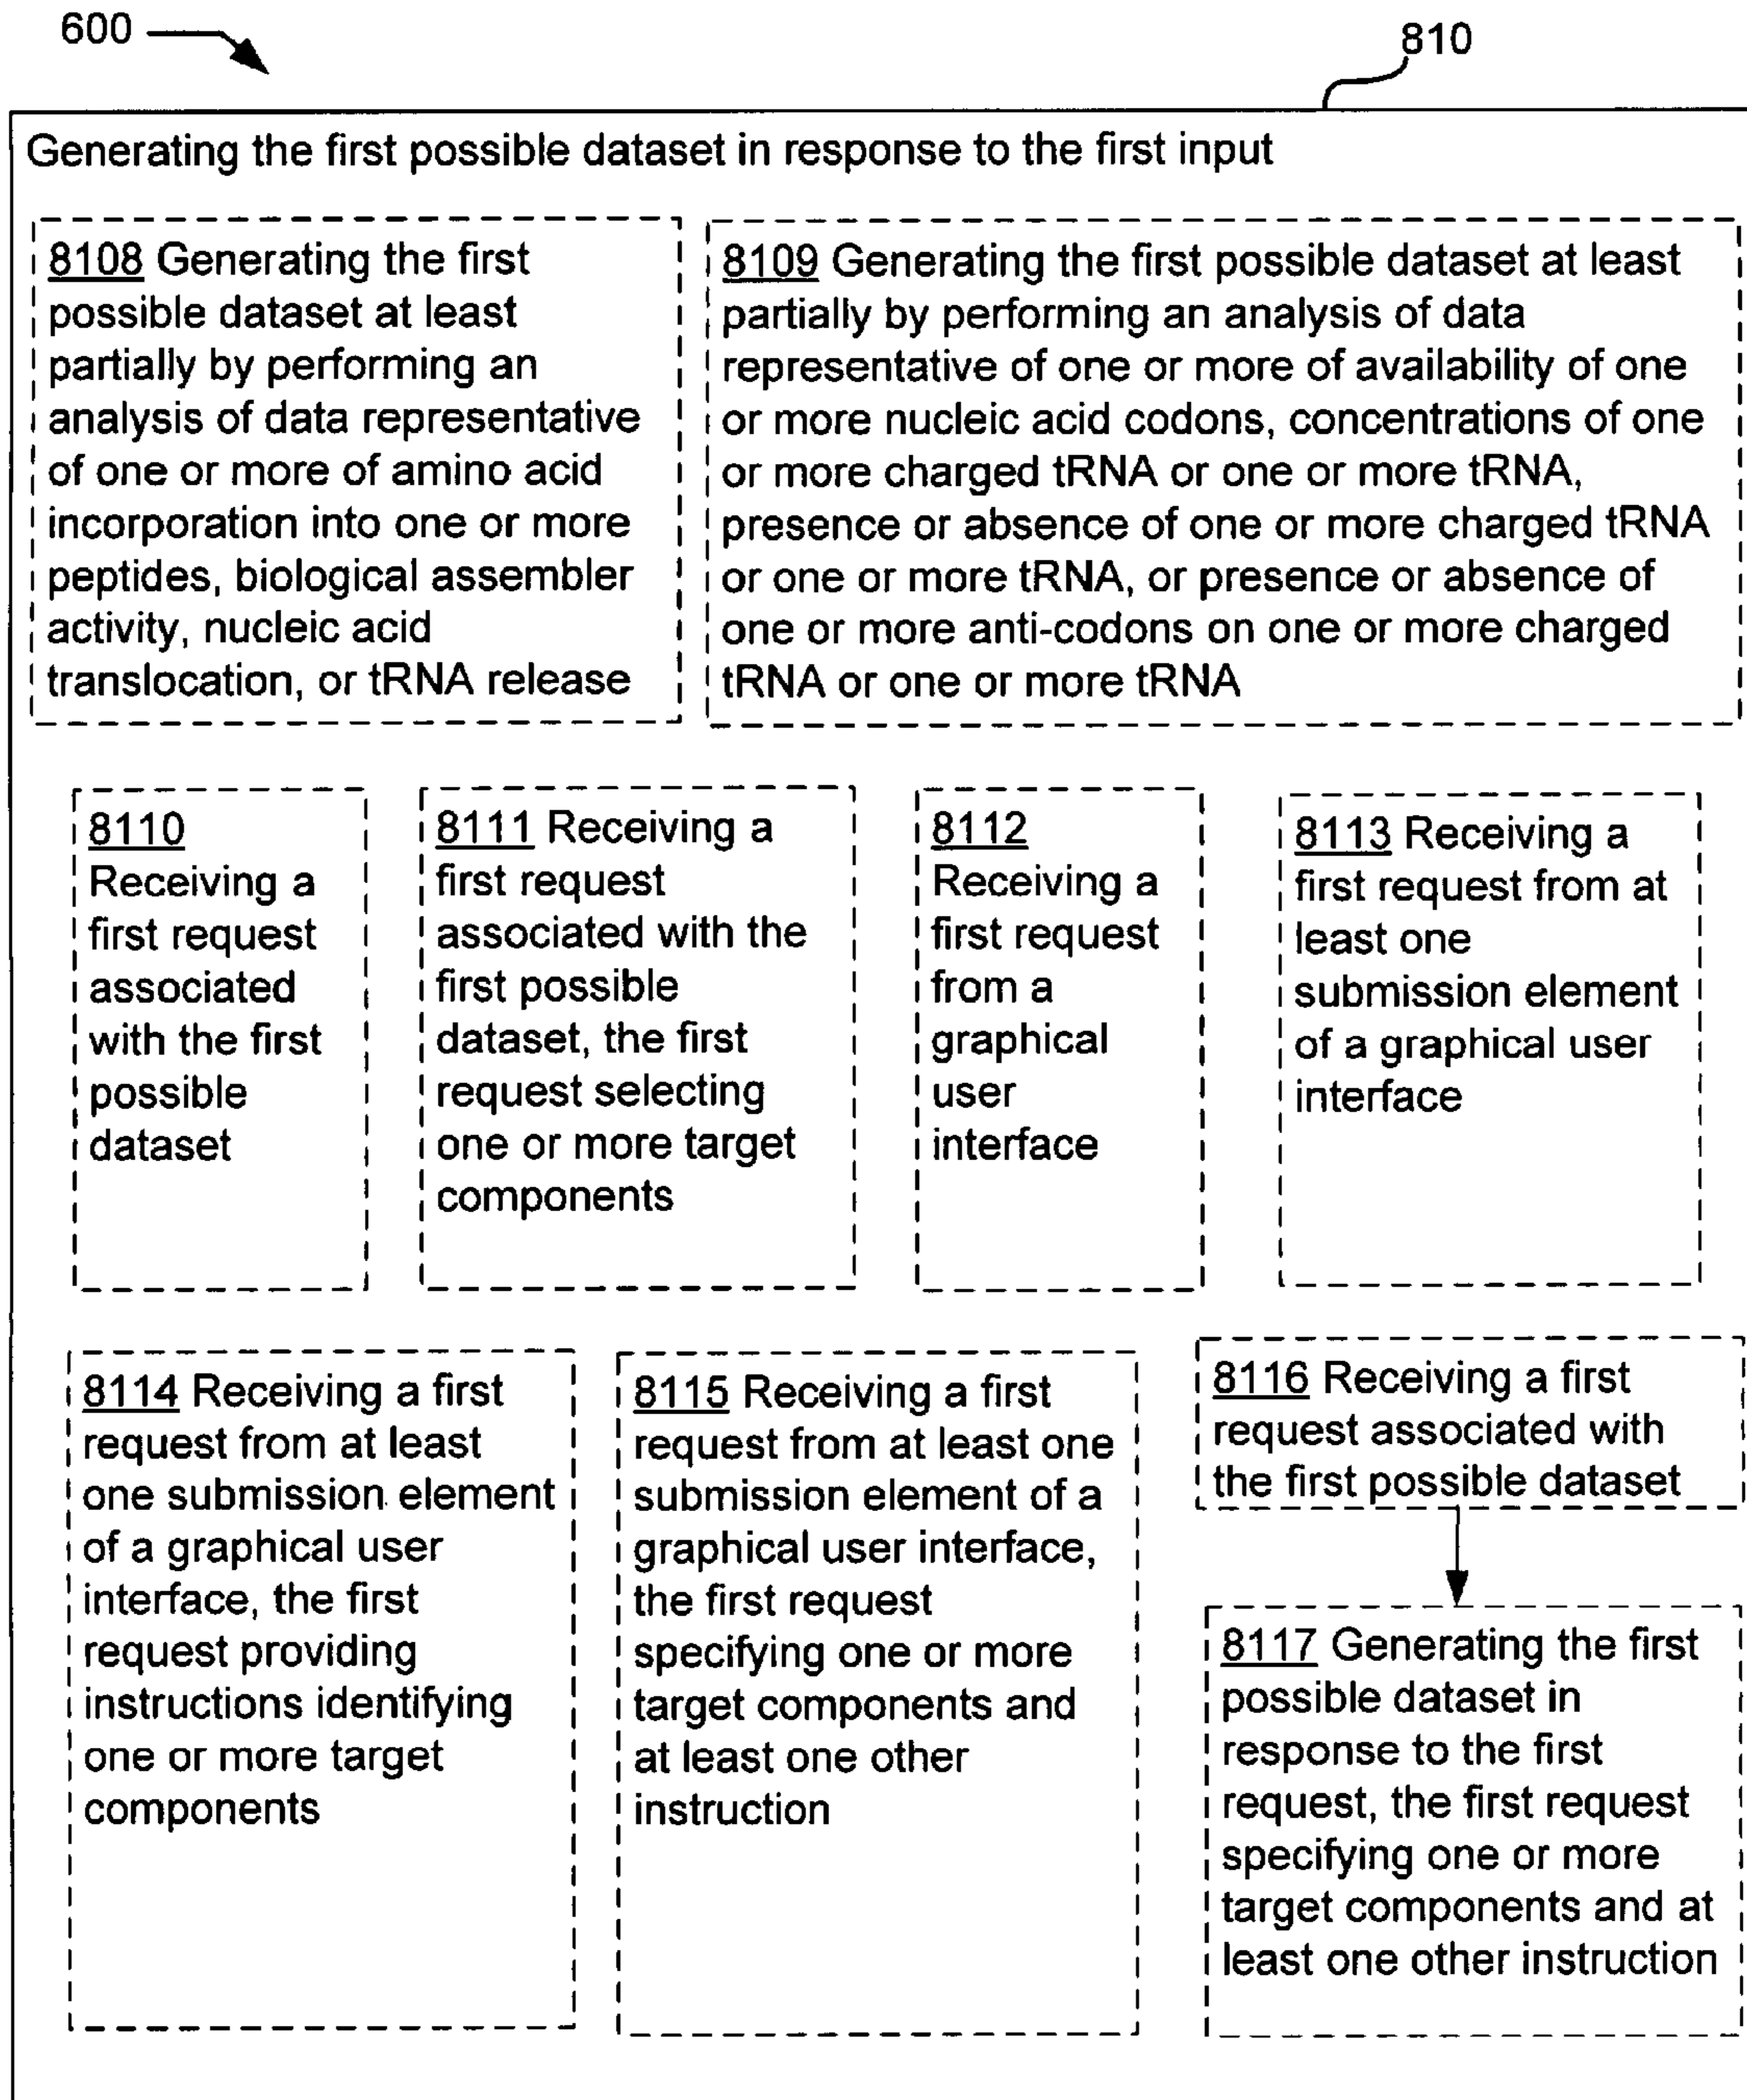 600
810
Generating the first possible dataset in response to the first input
8108 Generating the first
possible dataset at least
partially by performing an
analysis of data representative
of one or more of amino acid
incorporation into one or more
peptides, biological assembler
activity, nucleic acid
translocation, or tRNA release
8109 Generating the first possible dataset at least
partially by performing an analysis of data
representative of one or more of availability of one
or more nucleic acid codons, concentrations of one
or more charged tRNA or one or more tRNA,
presence or absence of one or more charged tRNA
or one or more tRNA, or presence or absence of
one or more anti-codons on one or more charged
tRNA or one or more tRNA
8110
Receiving a
first request
associated
with the first
possible
dataset
8111 Receiving a
first request
associated with the
first possible
dataset, the first
request selecting
one or more target
components
8112
Receiving a
first request
from a
graphical
user
interface
8113 Receiving a
first request from at
least one
submission element
of a graphical user
interface
8114 Receiving a first
request from at least
one submission element
of a graphical user
interface, the first
request providing
instructions identifying
one or more target
components
8115 Receiving a first
request from at least one
submission element of a
graphical user interface,
the first request
specifying one or more
target components and
at least one other
instruction
8116 Receiving a first
request associated with
the first possible dataset
8117 Generating the first
possible dataset in
response to the first
request, the first request
specifying one or more
target components and at
least one other instruction